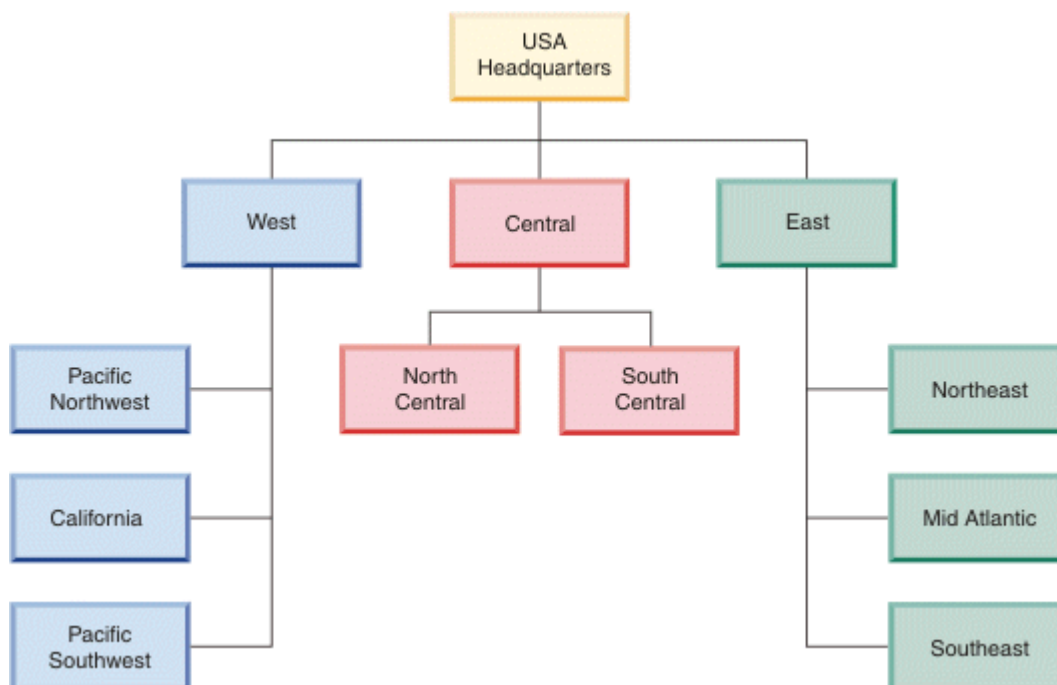 USA
Headquarters
West
Central
East
Pacific
Northwest
North
Central
South
Central
Northeast
California
Mid Atlantic
Pacific
Southwest
Southeast